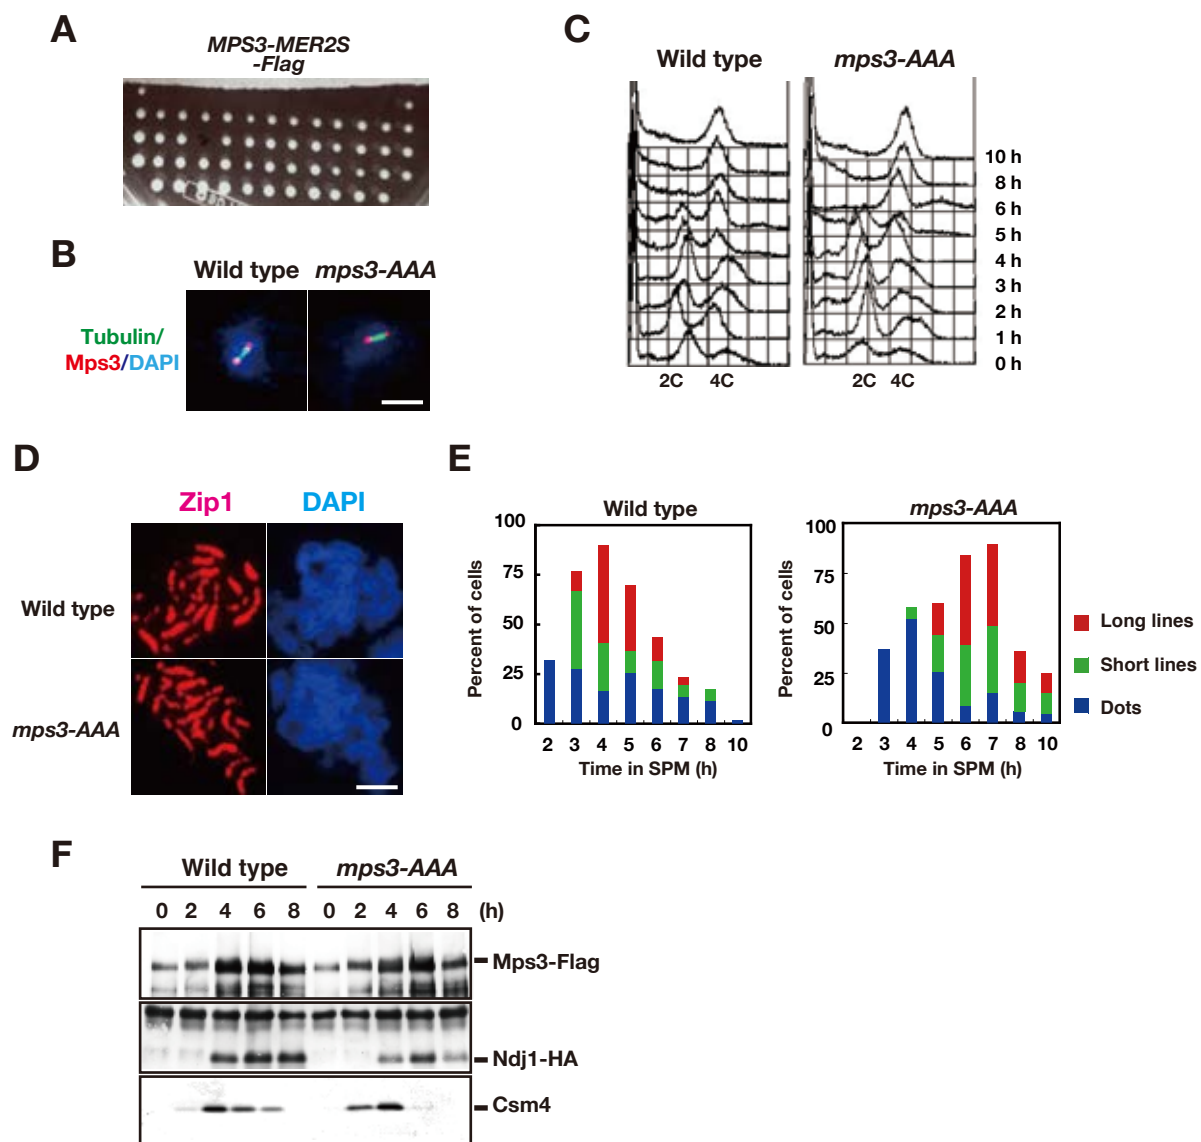 A
MPS3-MER2S
-Flag
B
Wild type mps3-AAA
Tubulin/
Mps3/DAPI
C
Wild type mps3-AAA
10 h
8 h
6 h
5 h
4 h
3 h
2 h
1 h
0 h
2C 4C 2C 4C
D
Zip1 DAPI
Wild type
mps3-AAA
E
Wild type
100
75
50
25
0
Percent of cells
2 3 4 5 6 7 8 10
Time in SPM (h)
mps3-AAA
100
75
50
25
0
Percent of cells
2 3 4 5 6 7 8 10
Time in SPM (h)
Long lines
Short lines
Dots
F
Wild type mps3-AAA
0 2 4 6 8 0 2 4 6 8 (h)
Mps3-Flag
Ndj1-HA
Csm4